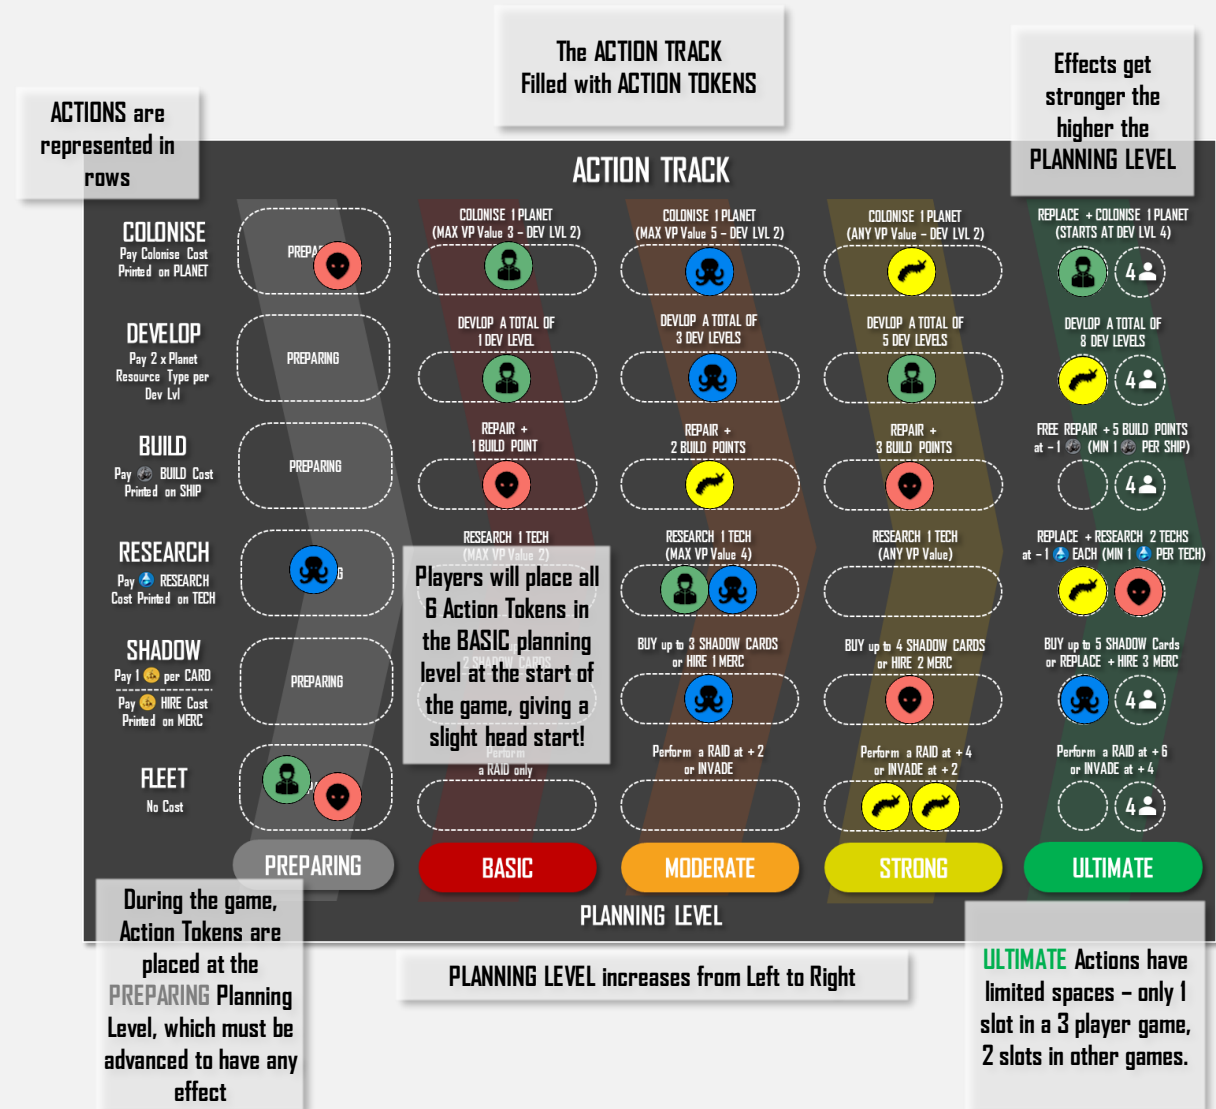 The ACTION TRACK
Filled with ACTION TOKENS
Effects get
stronger the
higher the
PLANNING LEVEL
ACTIONS are
represented in
rows
ACTION TRACK
COLONISE
Pay Colonise Cost
Printed on PLANET
COLONISE 1 PLANET
(MAX VP Value 3 – DEV LVL 2)
COLONISE 1 PLANET
(MAX VP Value 5 – DEV LVL 2)
COLONISE 1 PLANET
(ANY VP Value – DEV LVL 2)
REPLACE + COLONISE 1 PLANET
(STARTS AT DEV LVL 4)
4
DEVELOP
Pay 2 x Planet
Resource Type per
Dev Lvl
PREPARING
DEVLOP A TOTAL OF
1 DEV LEVEL
DEVLOP A TOTAL OF
3 DEV LEVELS
DEVLOP A TOTAL OF
5 DEV LEVELS
DEVLOP A TOTAL OF
8 DEV LEVELS
4
BUILD
Pay BUILD Cost
Printed on SHIP
PREPARING
REPAIR +
1 BUILD POINT
REPAIR +
2 BUILD POINTS
REPAIR +
3 BUILD POINTS
FREE REPAIR + 5 BUILD POINTS
at – 1 (MIN 1 PER SHIP)
4
RESEARCH
Pay RESEARCH
Cost Printed on TECH
RESEARCH 1 TECH
(MAX VP Value 2)
RESEARCH 1 TECH
(MAX VP Value 4)
RESEARCH 1 TECH
(ANY VP Value)
REPLACE + RESEARCH 2 TECHS
at – 1 EACH (MIN 1 PER TECH)
Players will place all
6 Action Tokens in
the BASIC planning
level at the start of
the game, giving a
slight head start!
SHADOW
Pay 1 per CARD
Pay HIRE Cost
Printed on MERC
PREPARING
2 SHADOW CARDS
BUY up to 3 SHADOW CARDS
or HIRE 1 MERC
BUY up to 4 SHADOW CARDS
or HIRE 2 MERC
BUY up to 5 SHADOW Cards
or REPLACE + HIRE 3 MERC
4
FLEET
No Cost
Perform
a RAID only
Perform a RAID at + 2
or INVADE
Perform a RAID at + 4
or INVADE at + 2
Perform a RAID at + 6
or INVADE at + 4
4
PREPARING
BASIC
MODERATE
STRONG
ULTIMATE
PLANNING LEVEL
During the game,
Action Tokens are
placed at the
PREPARING Planning
Level, which must be
advanced to have any
effect
PLANNING LEVEL increases from Left to Right
ULTIMATE Actions have
limited spaces – only 1
slot in a 3 player game,
2 slots in other games.